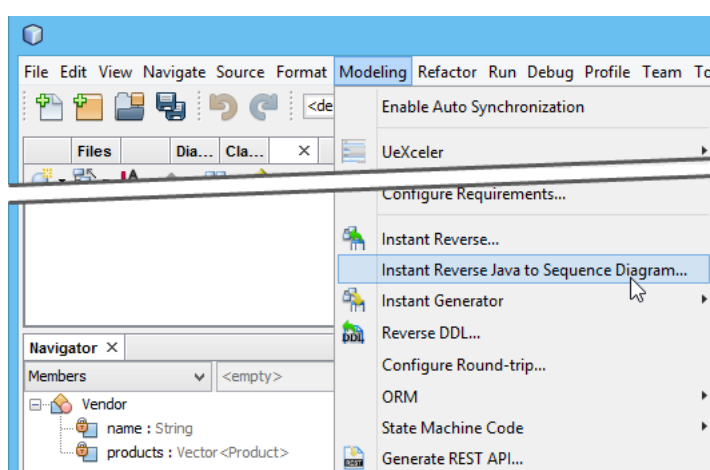 File Edit View Navigate Source Format Modeling Refactor Run Debug Profile Team
<de
Enable Auto Synchronization
Files Dia... Cla... ×
UeXceler
Configure Requirements...
Instant Reverse...
Instant Reverse Java to Sequence Diagram...
Instant Generator
DDL Reverse DDL...
Navigator ×
Configure Round-trip...
Members <empty>
ORM
Vendor
name : String
State Machine Code
products : Vector<Product>
REST Generate REST API...